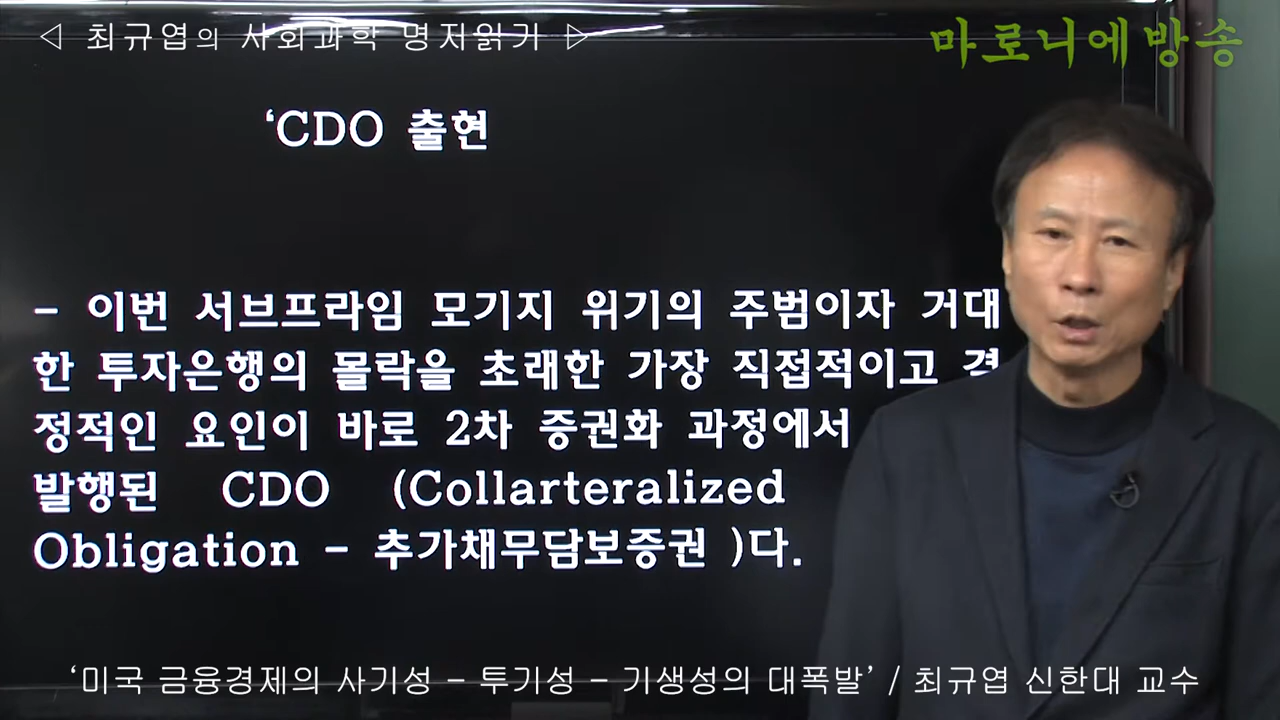 ◁ 최규엽의 사회과학 명저읽기 ▷
마로니에방송
‘CDO 출현
- 이번 서브프라임 모기지 위기의 주범이자 거대
한 투자은행의 몰락을 초래한 가장 직접적이고 결
정적인 요인이 바로 2차 증권화 과정에서
발행된 CDO (Collarteralized
Obligation - 추가채무담보증권 )다.
‘미국 금융경제의 사기성 - 투기성 - 기생성의 대폭발’ / 최규엽 신한대 교수